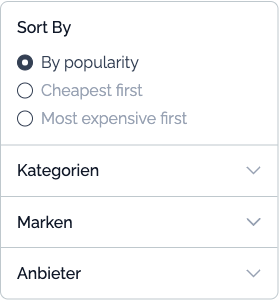 Sort By
By popularity
Cheapest first
Most expensive first
Kategorien
Marken
Anbieter